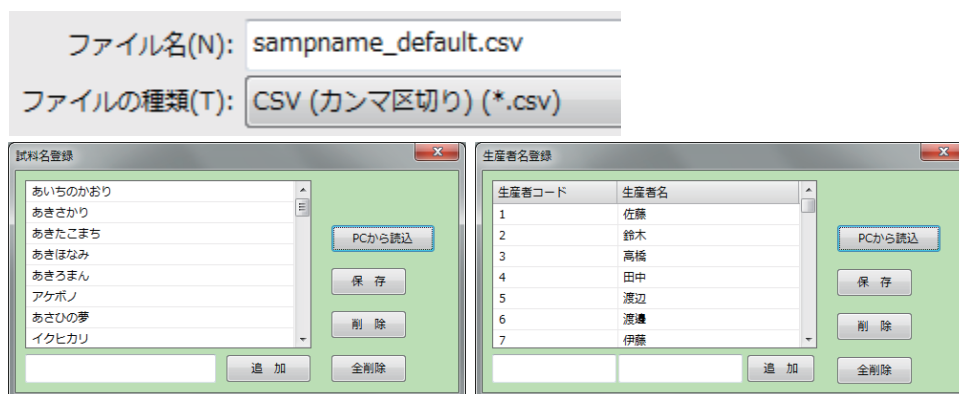 ファイル名(N): sampname_default.csv
ファイルの種類(T): CSV (カンマ区切り) (*.csv)
試料名登録
あいちのかおり
あきさかり
あきたこまち
あきほなみ
あきろまん
アケボノ
あさひの夢
イクヒカリ
PCから読込
保 存
削 除
追 加
全削除
生産者名登録
生産者コード 生産者名
1 佐藤
2 鈴木
3 高橋
4 田中
5 渡辺
6 渡邊
7 伊藤
PCから読込
保 存
削 除
追 加
全削除